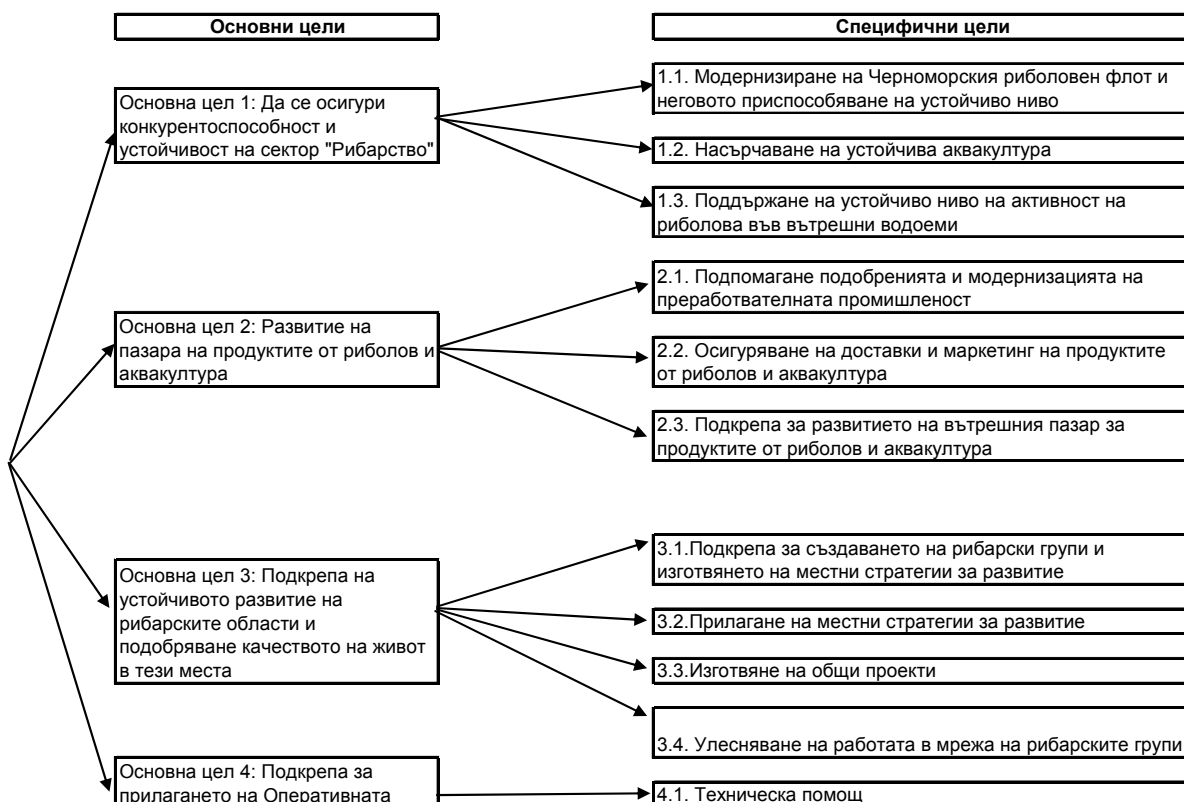 Основни цели
Специфични цели
Основна цел 1: Да се осигури
конкурентоспособност и
устойчивост на сектор "Рибарство"
1.1. Модернизиране на Черноморския риболовен флот и
неговото приспособяване на устойчиво ниво
1.2. Насърчаване на устойчива аквакултура
1.3. Поддържане на устойчиво ниво на активност на
риболова във вътрешни водоеми
Основна цел 2: Развитие на
пазара на продуктите от риболов и
аквакултура
2.1. Подпомагане подобренията и модернизацията на
преработвателната промишленост
2.2. Осигуряване на доставки и маркетинг на продуктите
от риболов и аквакултура
2.3. Подкрепа за развитието на вътрешния пазар за
продуктите от риболов и аквакултура
Основна цел 3: Подкрепа на
устойчивото развитие на
рибарските области и
подобряване качеството на живот
в тези места
3.1.Подкрепа за създаването на рибарски групи и
изготвянето на местни стратегии за развитие
3.2.Прилагане на местни стратегии за развитие
3.3.Изготвяне на общи проекти
3.4. Улесняване на работата в мрежа на рибарските групи
Основна цел 4: Подкрепа за
прилагането на Оперативната
4.1. Техническа помощ